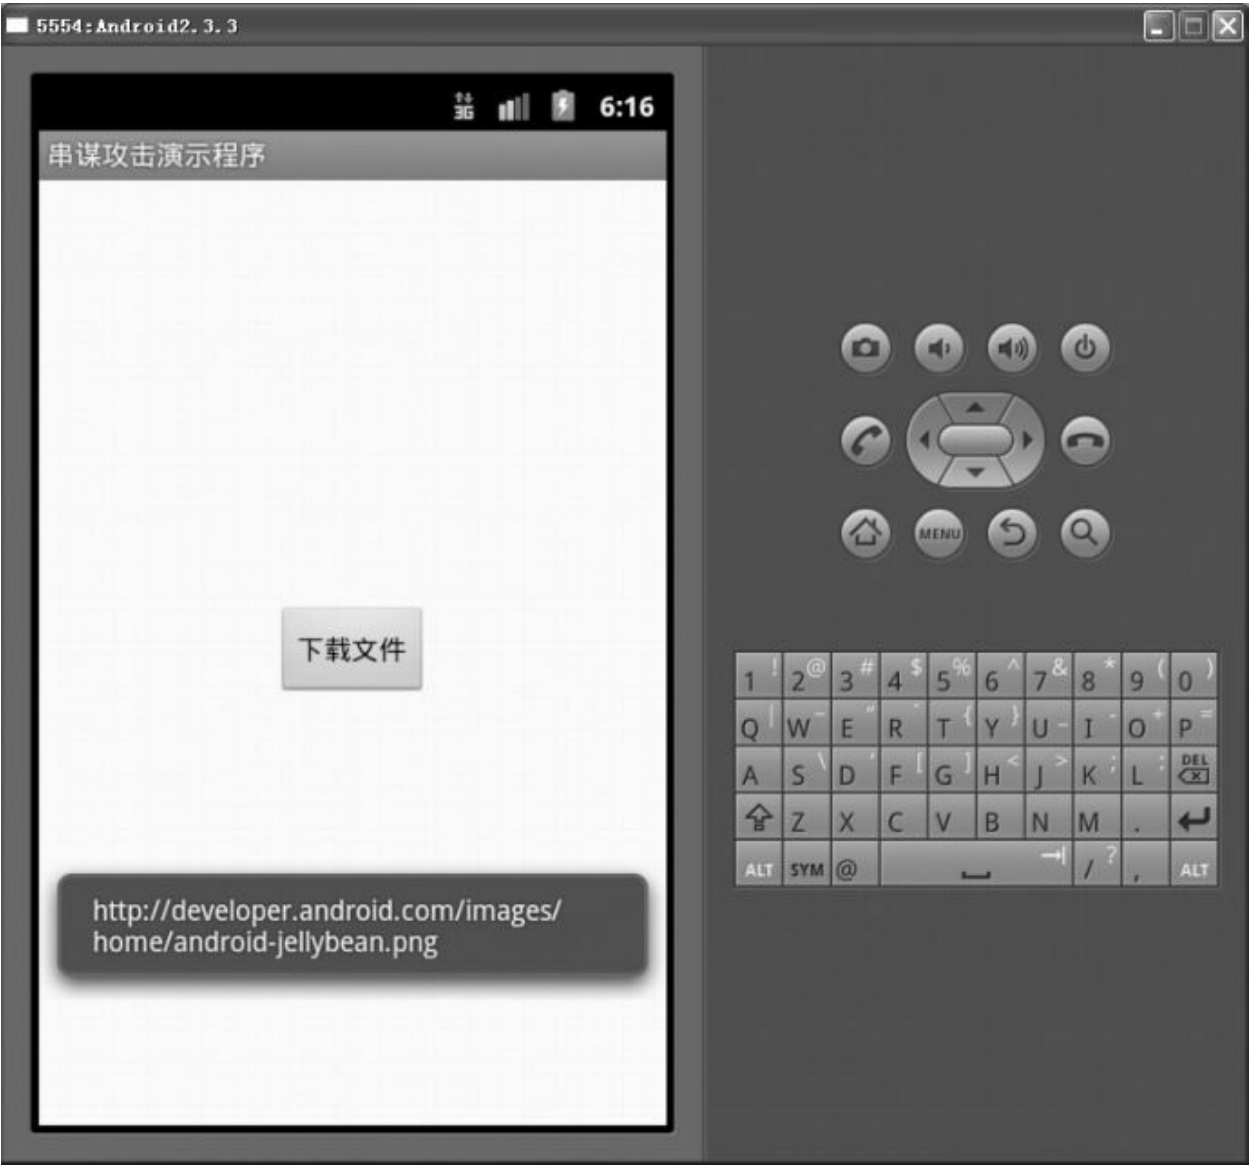 5554:Android2.3.3
3G
6:16
串谋攻击演示程序
下载文件
http://developer.android.com/images/
home/android-jellybean.png
MENU
1 ! 2 @ 3 # 4 $ 5 % 6 ^ 7 & 8 * 9 ( 0 )
Q | W ~ E " R ` T { Y } U _ I - O + P =
A S \ D ' F [ G ] H < J > K ; L : DEL
Z X C V B N M .
ALT SYM @ / ? , ALT